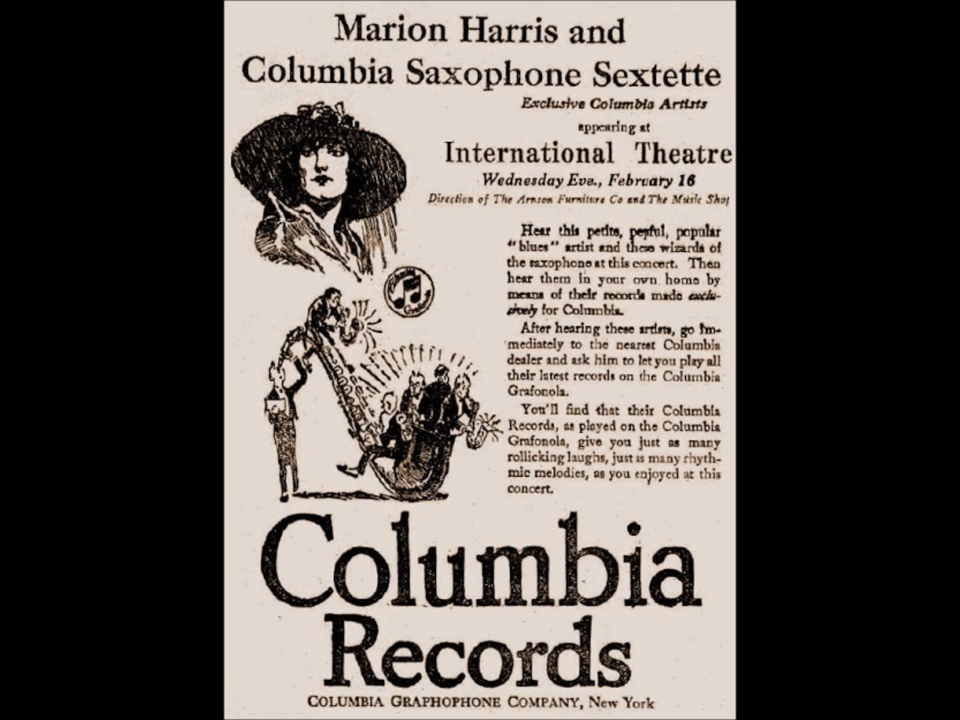 Marion Harris and
Columbia Saxophone Sextette
Exclusive Columbia Artists
appearing at
International Theatre
Wednesday Eve., February 16
Direction of The Arnson Furniture Co and The Music Shop
Hear this petite, pepful, popular
"blues" artist and these wizards of
the saxophone at this concert. Then
hear them in your own home by
means of their records made exclu-
sively for Columbia.
After hearing these artists, go im-
mediately to the nearest Columbia
dealer and ask him to let you play all
their latest records on the Columbia
Grafonola.
You'll find that their Columbia
Records, as played on the Columbia
Grafonola, give you just as many
rollicking laughs, just as many rhyth-
mic melodies, as you enjoyed at this
concert.
Columbia
Records
COLUMBIA GRAPHOPHONE COMPANY, New York